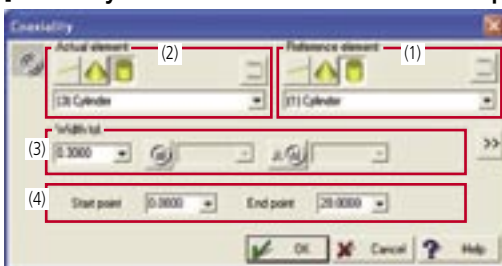 Coaxiality
Actual element (2) Reference element (1)
(3) Cylinder (1) Cylinder
Width tol.
(3) 0.3000 >>
(4) Start point 0.0000 End point 20.0000
OK Cancel ? Help